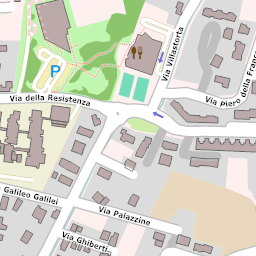 Via Villastorta
P
Via della Resistenza
Via Piero della Franc
Galileo Galilei
Via Palazzine
Via Ghiberti